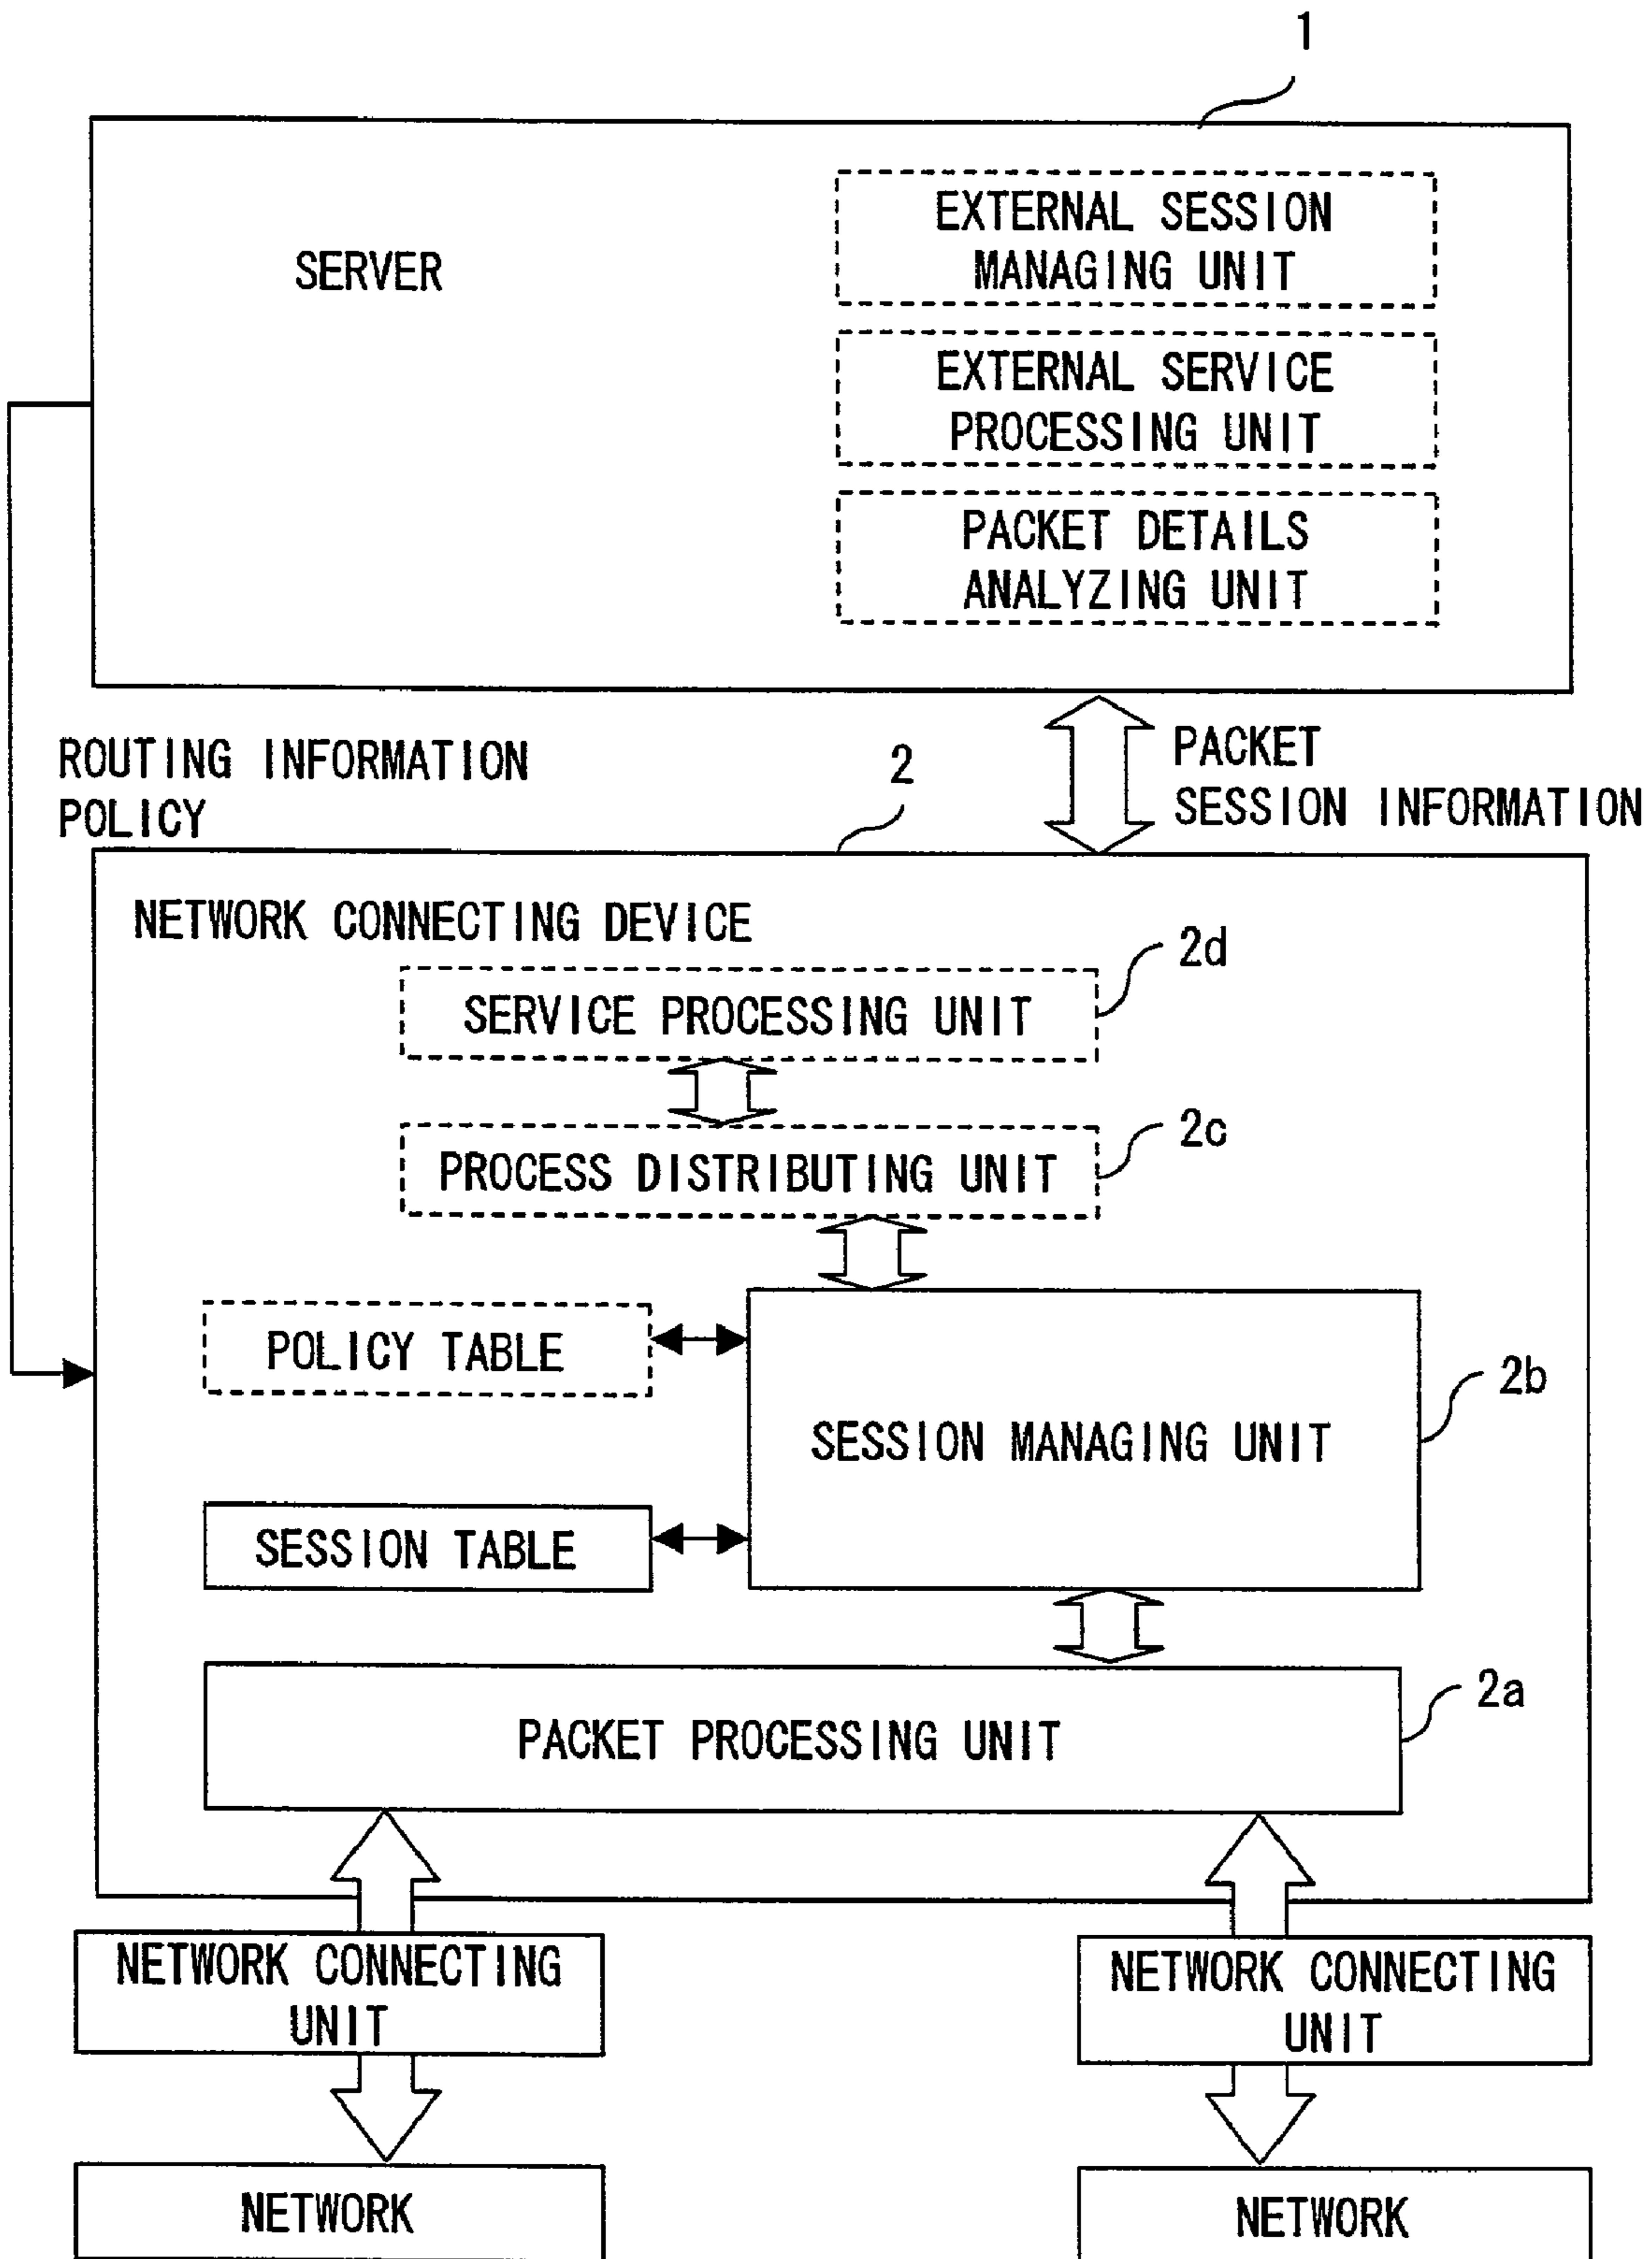 1
SERVER
EXTERNAL SESSION
MANAGING UNIT
EXTERNAL SERVICE
PROCESSING UNIT
PACKET DETAILS
ANALYZING UNIT
ROUTING INFORMATION
POLICY
2
PACKET
SESSION INFORMATION
NETWORK CONNECTING DEVICE
2d
SERVICE PROCESSING UNIT
2c
PROCESS DISTRIBUTING UNIT
POLICY TABLE
2b
SESSION MANAGING UNIT
SESSION TABLE
2a
PACKET PROCESSING UNIT
NETWORK CONNECTING
UNIT
NETWORK CONNECTING
UNIT
NETWORK
NETWORK